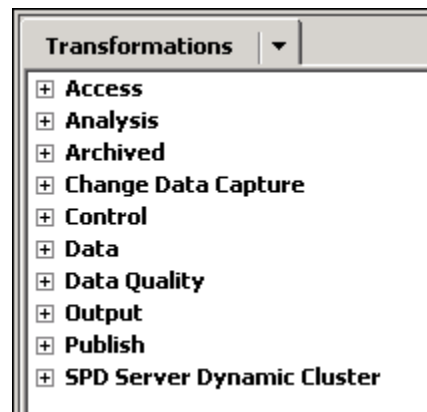 Transformations
Access
Analysis
Archived
Change Data Capture
Control
Data
Data Quality
Output
Publish
SPD Server Dynamic Cluster